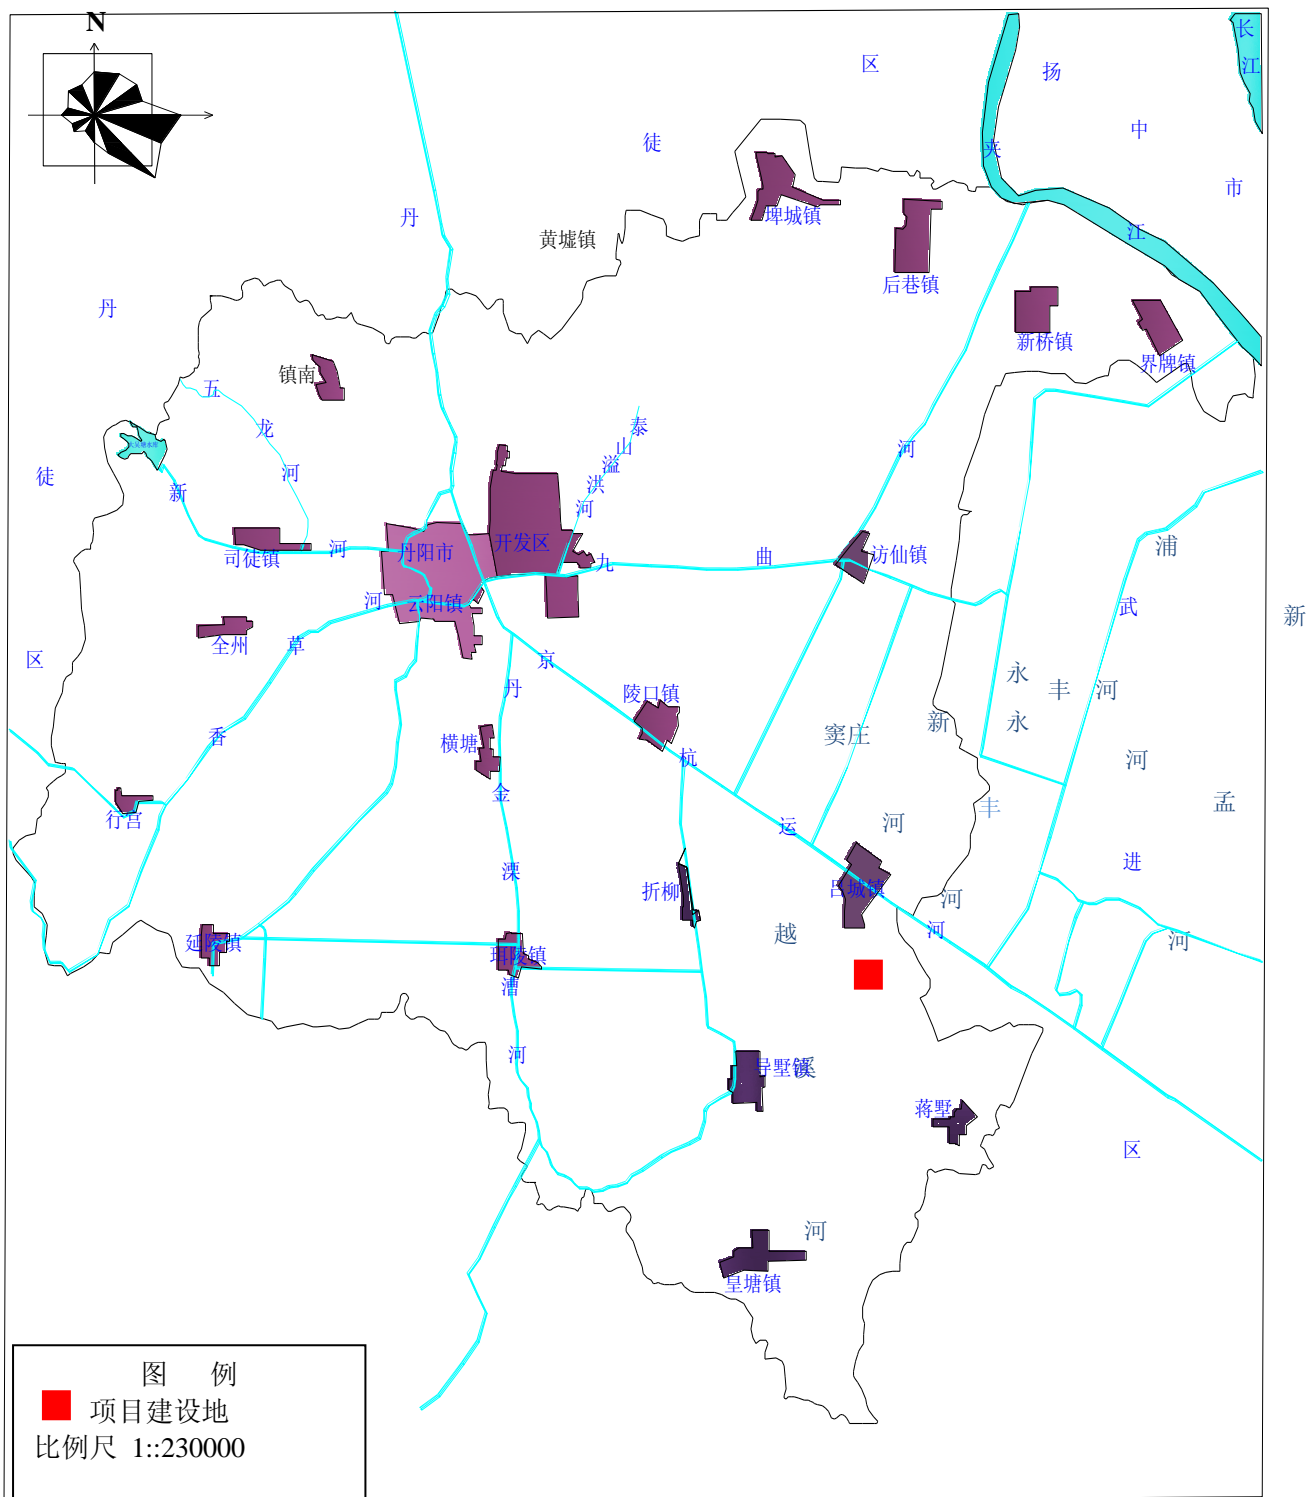 N
长
江
区
扬
中
市
徒
夹
江
埤城镇
丹
黄墟镇
后巷镇
丹
新桥镇
界牌镇
镇南
五
龙
河
泰
山
溢
洪
河
河
徒
新
河
司徒镇
丹阳市
开发区
九
曲
访仙镇
浦
河
云阳镇
武
新
全州
草
区
京
丹
陵口镇
永
丰
河
永
新
窦庄
香
横塘
杭
河
金
丰
孟
行宫
运
河
进
溧
折柳
吕城镇
河
越
河
河
延陵镇
珥陵镇
漕
河
导墅镇
溪
蒋墅
区
河
皇塘镇
图 例
项目建设地
比例尺 1::230000